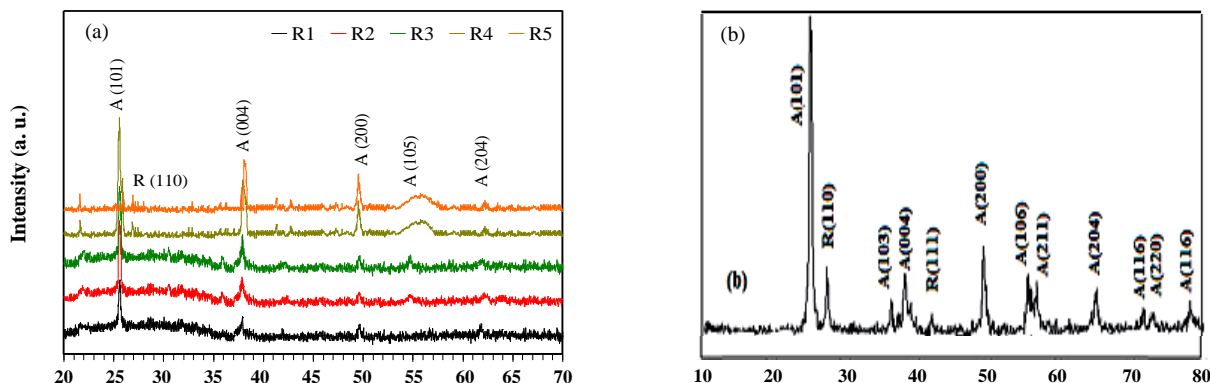 (a)
R1 R2 R3 R4 R5
A (101)
R (110)
A (004)
A (200)
A (105)
A (204)
Intensity (a. u.)
20 25 30 35 40 45 50 55 60 65 70
(b)
A(101)
R(110)
A(103)
A(004)
R(111)
A(200)
A(106)
A(211)
A(204)
A(116)
A(220)
A(116)
(b)
10 20 30 40 50 60 70 80